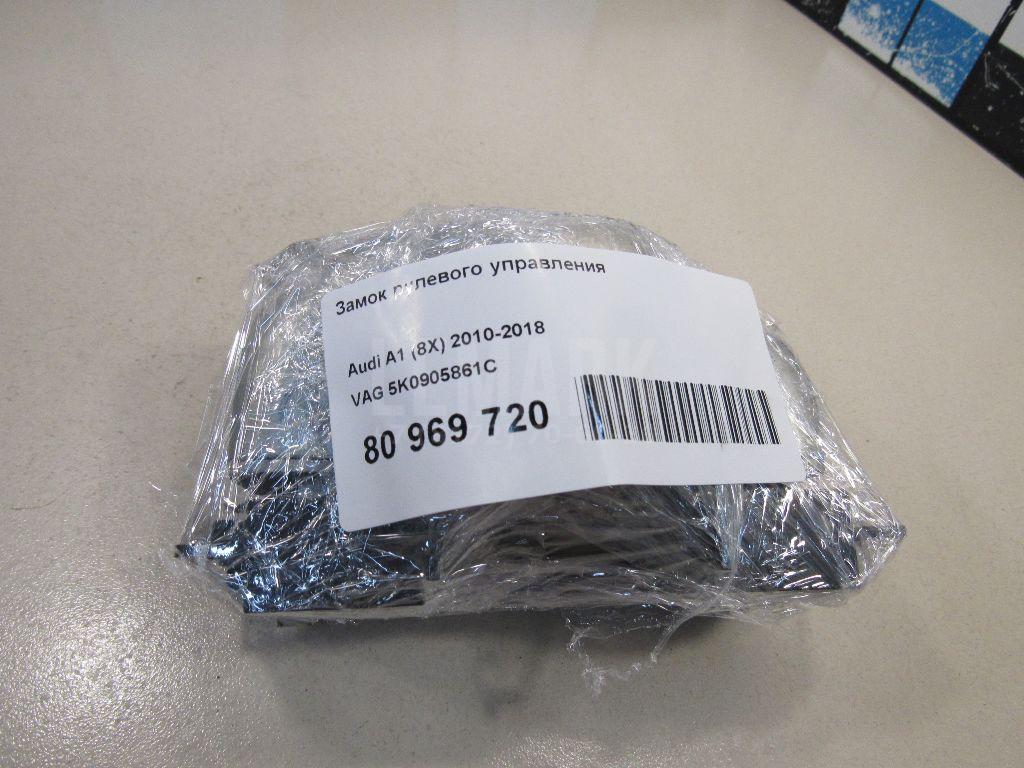 Замок рулевого управления
Audi A1 (8X) 2010-2018
VAG 5K0905861C
80 969 720